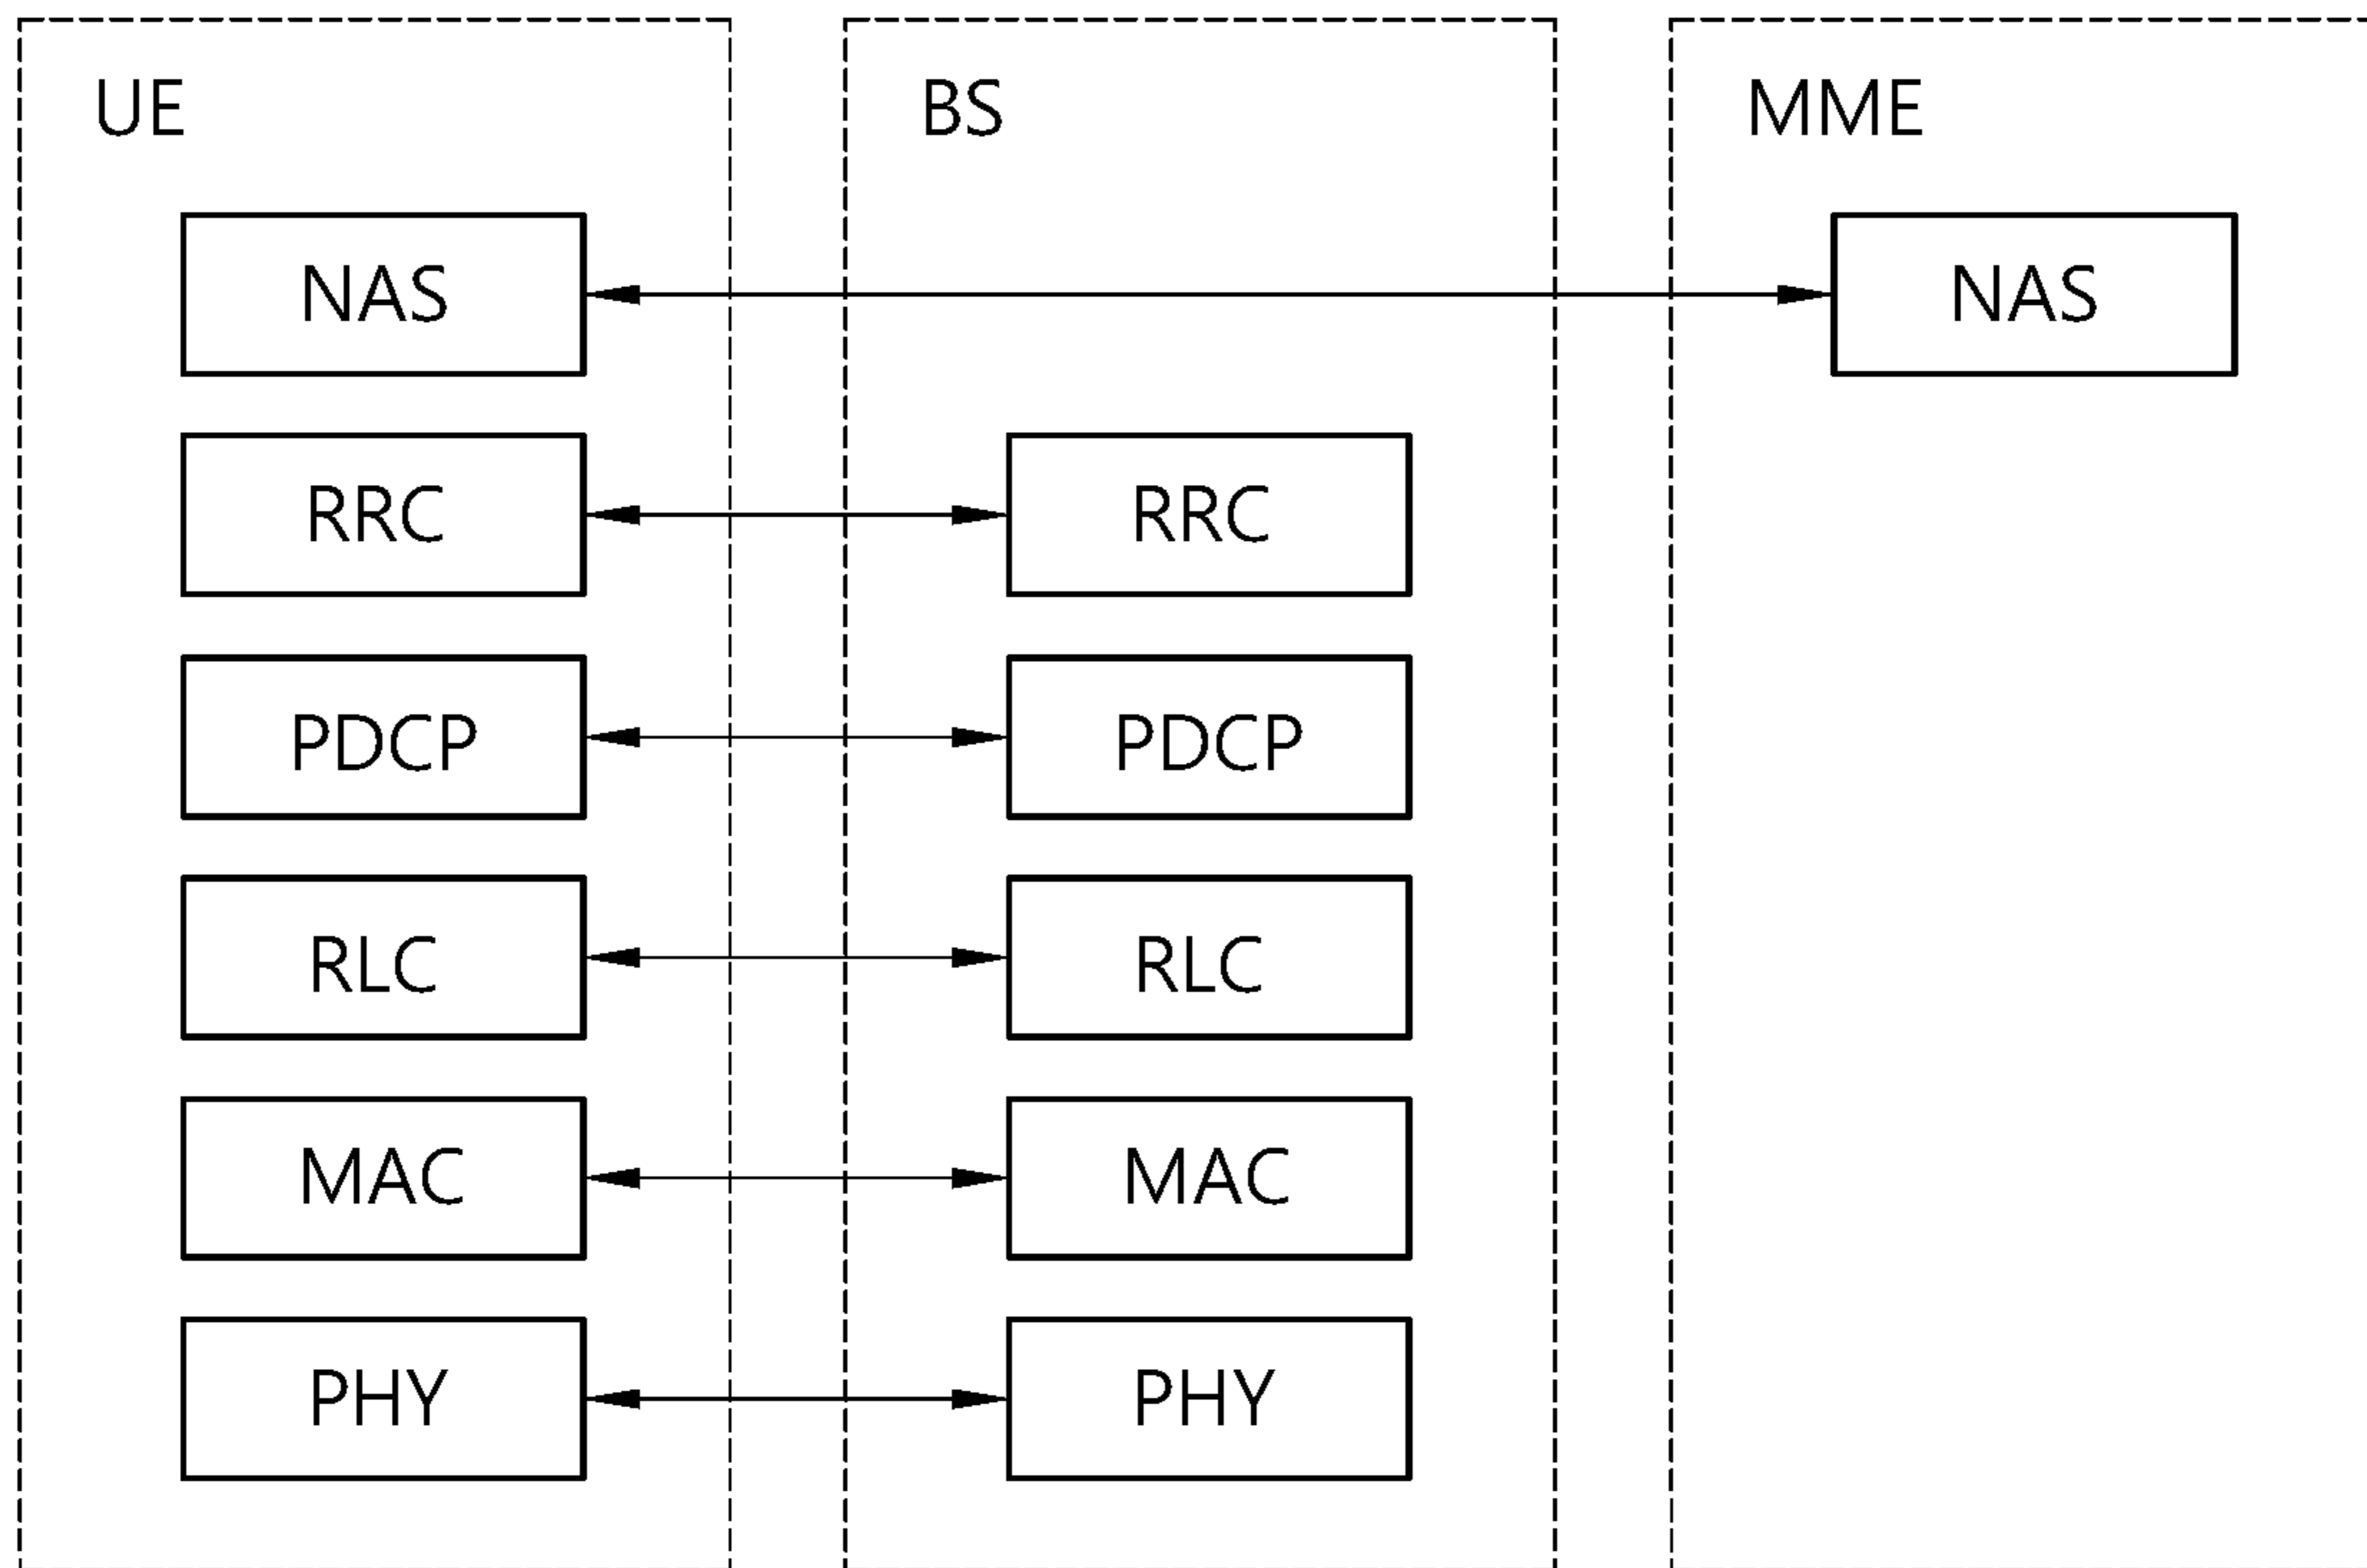 UE BS MME
NAS NAS
RRC RRC
PDCP PDCP
RLC RLC
MAC MAC
PHY PHY